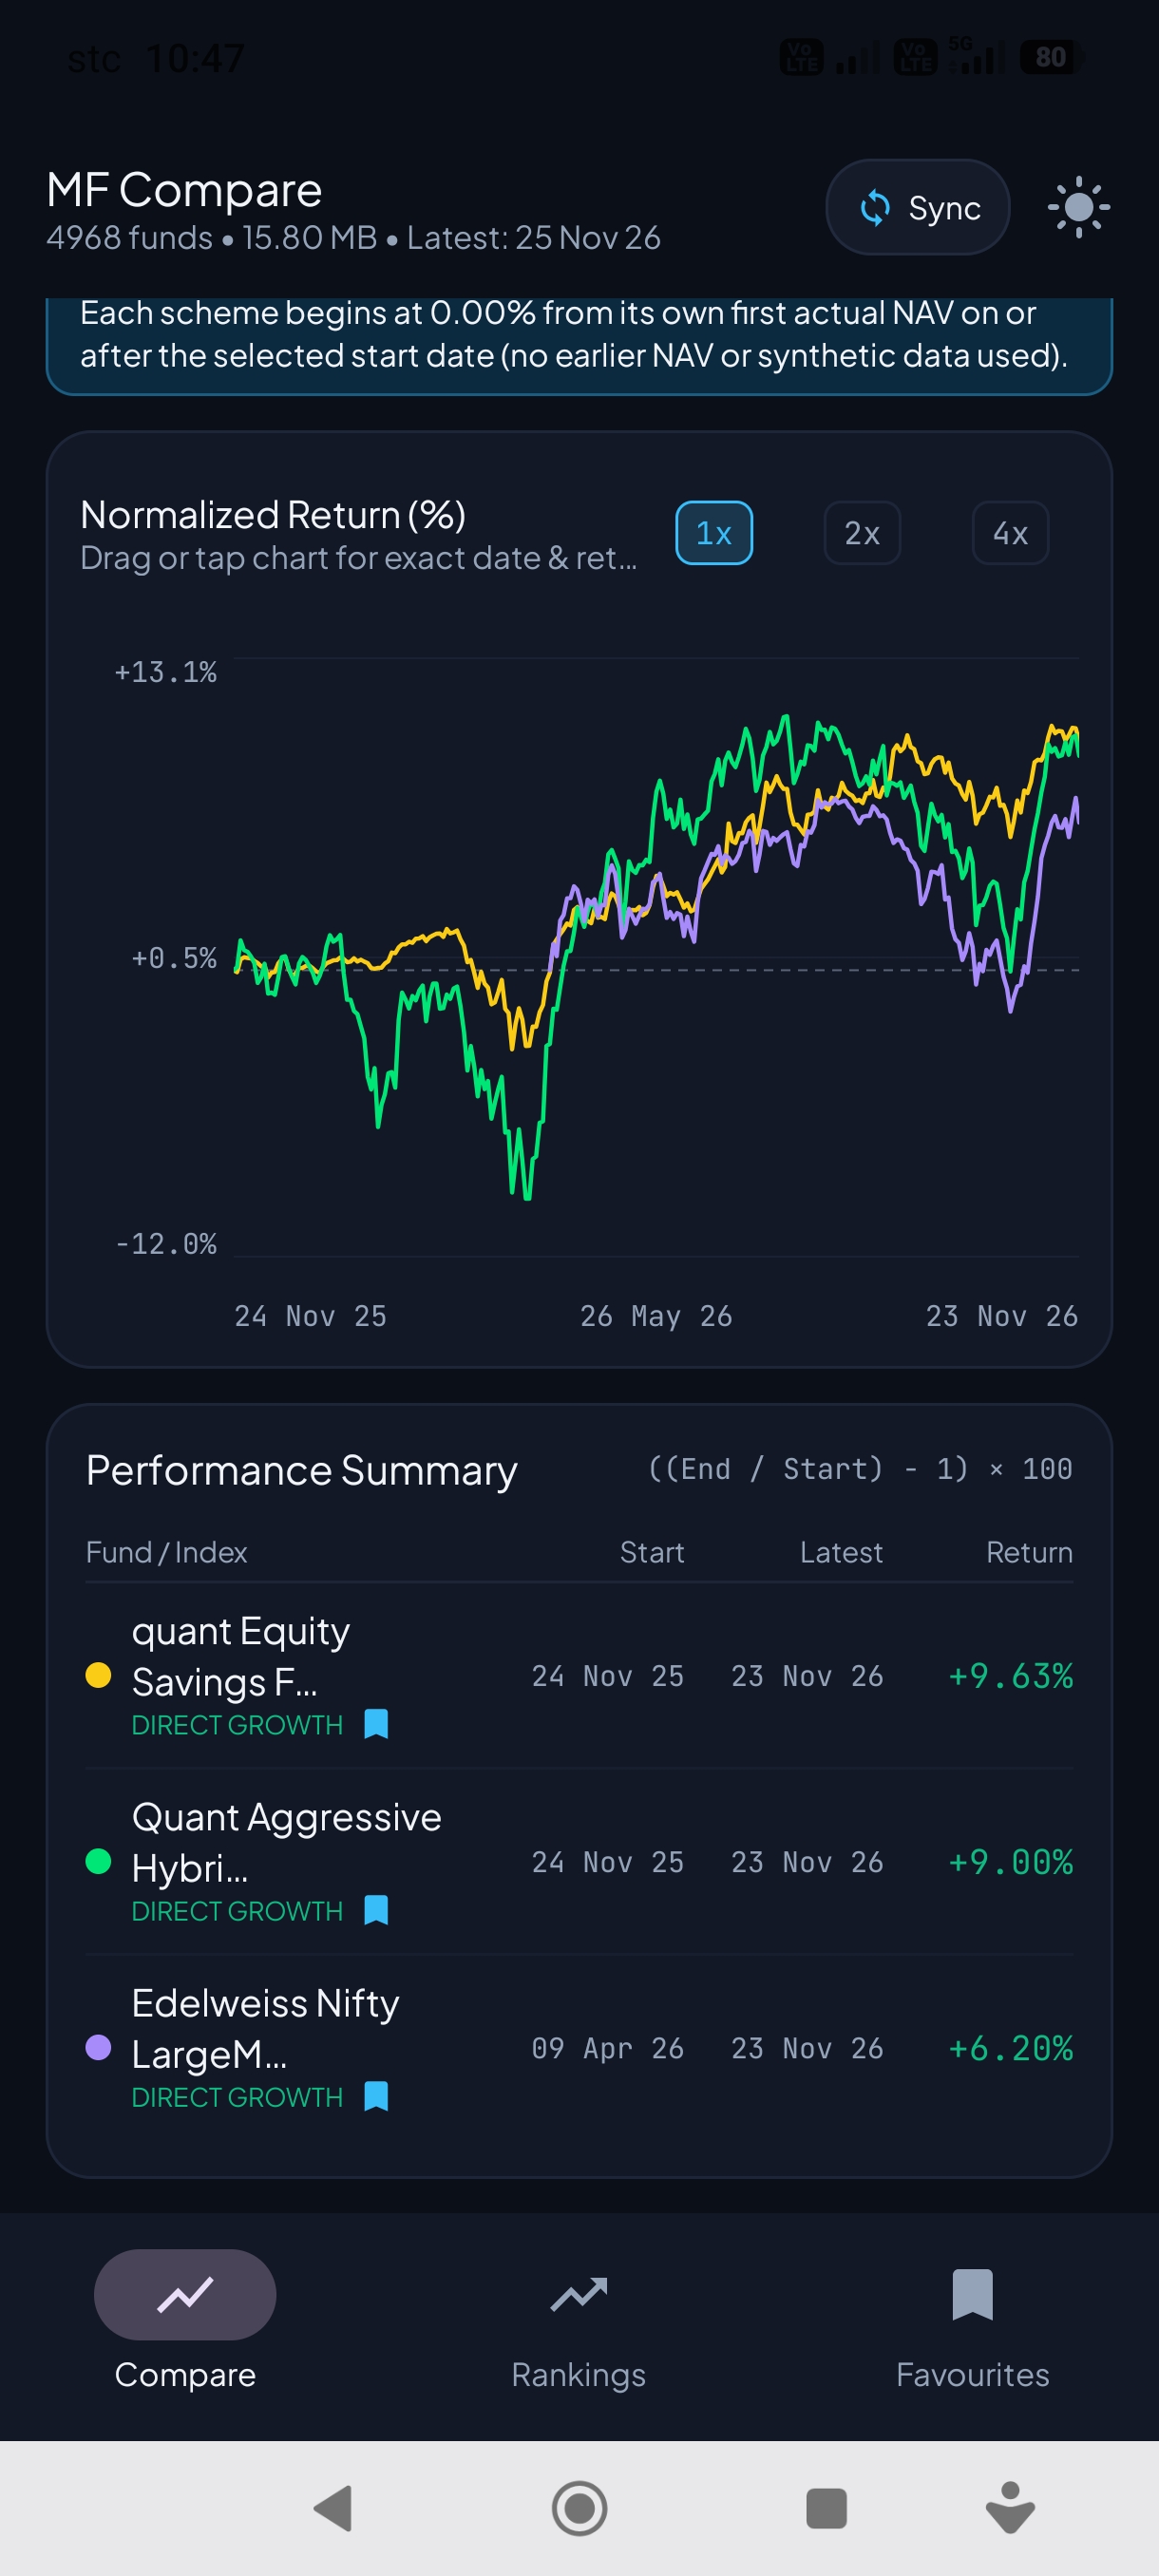 stc 10:47
Vo LTE Vo LTE 5G 80
MF Compare
4968 funds • 15.80 MB • Latest: 25 Nov 26
Sync
Each scheme begins at 0.00% from its own first actual NAV on or
after the selected start date (no earlier NAV or synthetic data used).
Normalized Return (%)
Drag or tap chart for exact date & ret...
1x 2x 4x
+13.1%
+0.5%
-12.0%
24 Nov 25 26 May 26 23 Nov 26
Performance Summary ((End / Start) - 1) × 100
Fund / Index Start Latest Return
quant Equity
Savings F...
24 Nov 25 23 Nov 26 +9.63%
DIRECT GROWTH
Quant Aggressive
Hybri...
24 Nov 25 23 Nov 26 +9.00%
DIRECT GROWTH
Edelweiss Nifty
LargeM...
09 Apr 26 23 Nov 26 +6.20%
DIRECT GROWTH
Compare Rankings Favourites